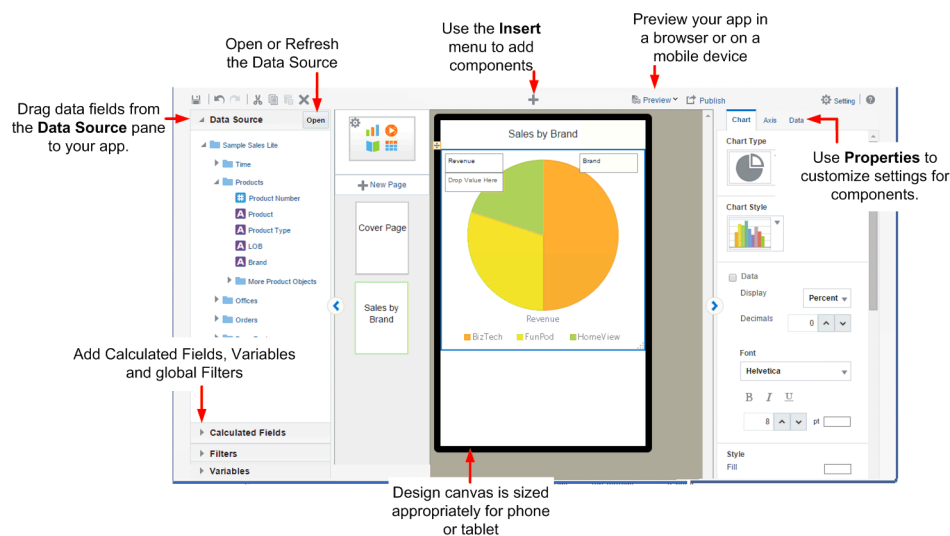 Open or Refresh
the Data Source
Use the Insert
menu to add
components
Preview your app in
a browser or on a
mobile device
Drag data fields from
the Data Source pane
to your app.
Preview
Publish
Setting
Data Source
Open
Sample Sales Lite
Time
Products
Product Number
Product
Product Type
LOB
Brand
More Product Objects
Offices
Orders
New Page
Cover Page
Sales by
Brand
Sales by Brand
Revenue
Brand
Drop Value Here
Revenue
BizTech
FunPod
HomeView
Chart
Axis
Data
Chart Type
Use Properties to
customize settings for
components.
Chart Style
Data
Display
Percent
Decimals
0
Font
Helvetica
B I U
8
pt
Style
Fill
Add Calculated Fields, Variables
and global Filters
Calculated Fields
Filters
Variables
Design canvas is sized
appropriately for phone
or tablet